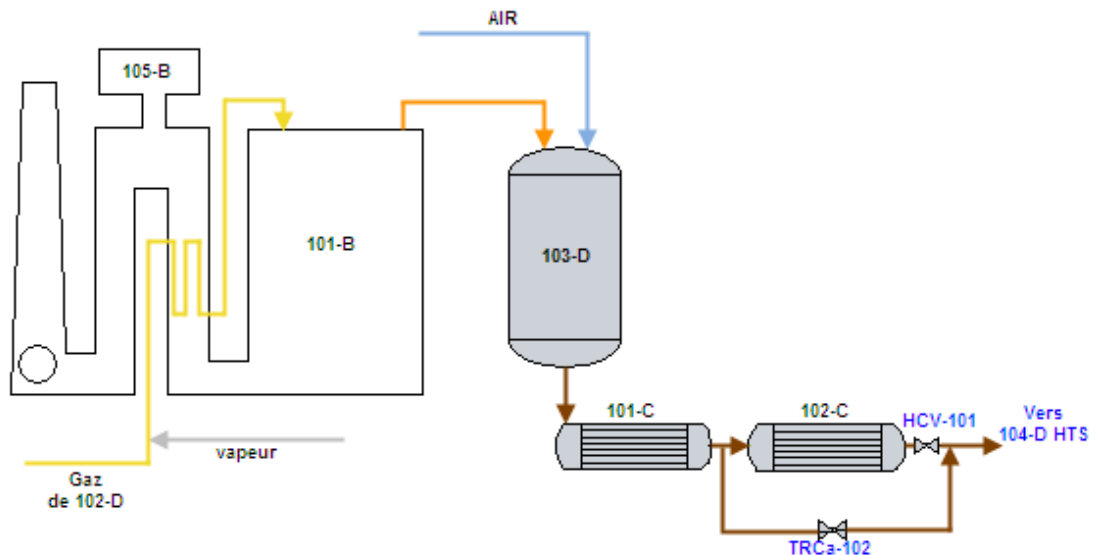 AIR
105-B
101-B
103-D
101-C
102-C
HCV-101
Vers
104-D HTS
vapeur
Gaz
de 102-D
TRCa-102